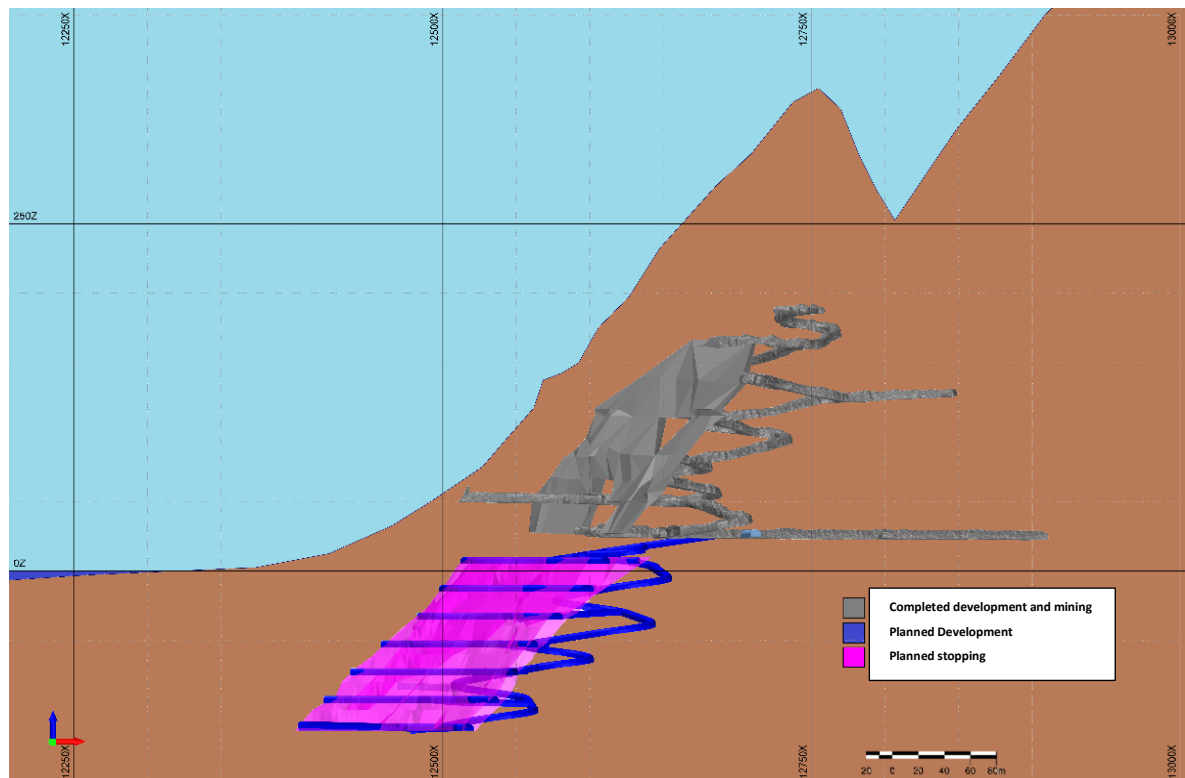 12250X
12500X
12750X
13000X
250Z
0Z
Completed development and mining
Planned Development
Planned stopping
12250X
12500X
12750X
13000X
20 0 20 40 60 80m